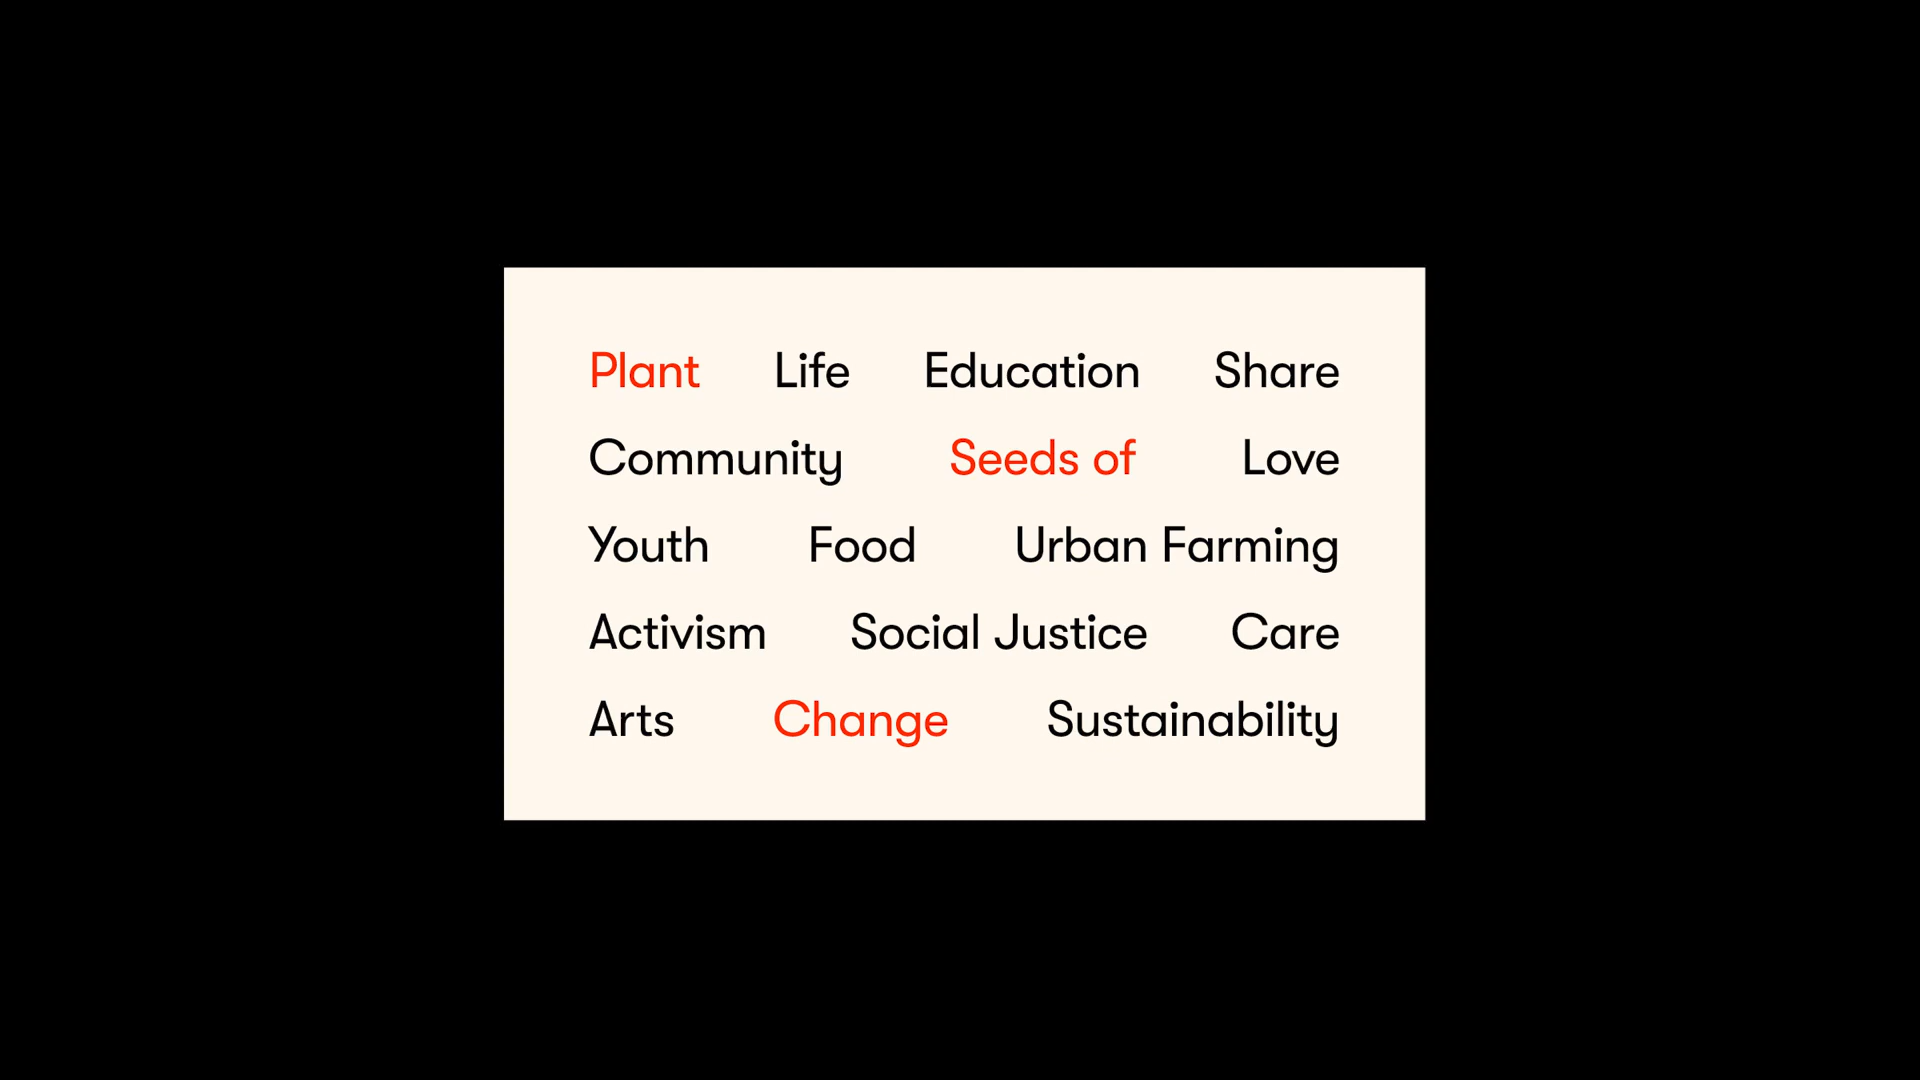 Plant Life Education Share
Community Seeds of Love
Youth Food Urban Farming
Activism Social Justice Care
Arts Change Sustainability